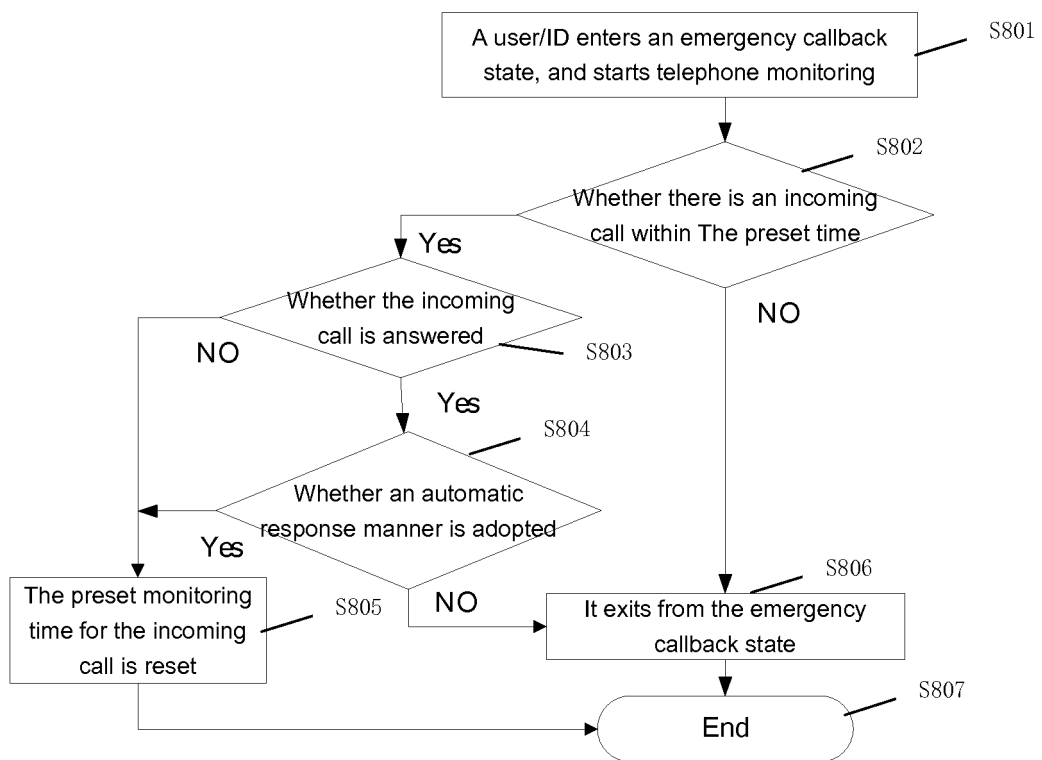 A user/ID enters an emergency callback
state, and starts telephone monitoring
S801
S802
Whether there is an incoming
call within The preset time
Yes
NO
Whether the incoming
call is answered
S803
NO
Yes
S804
Whether an automatic
response manner is adopted
Yes
NO
The preset monitoring
time for the incoming
call is reset
S805
S806
It exits from the emergency
callback state
S807
End